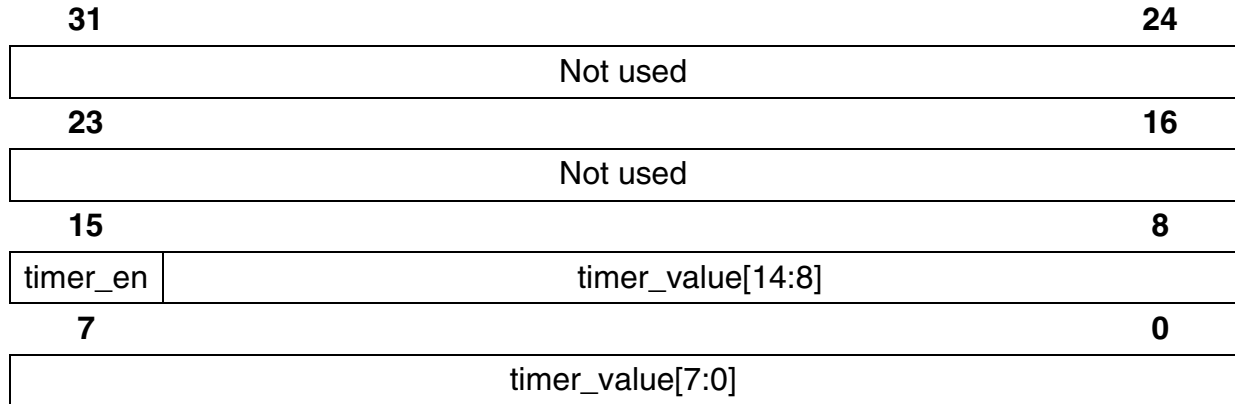 31 24
Not used
23 16
Not used
15 8
timer_en timer_value[14:8]
7 0
timer_value[7:0]